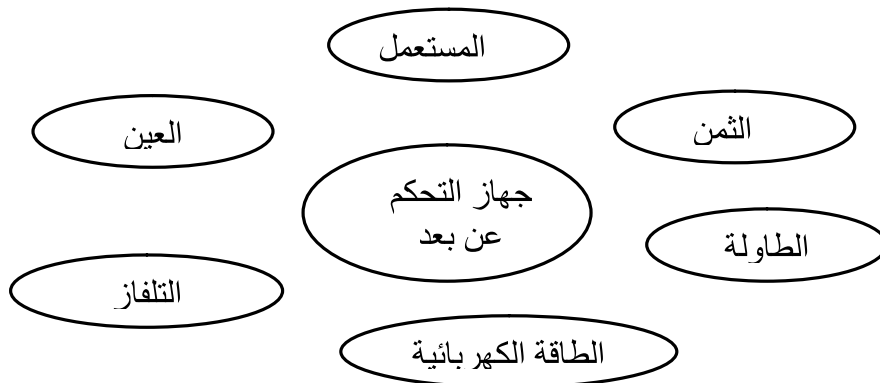 المستعمل
الثمن
العين
جهاز التحكم
عن بعد
الطاولة
التلفاز
الطاقة الكهربائية